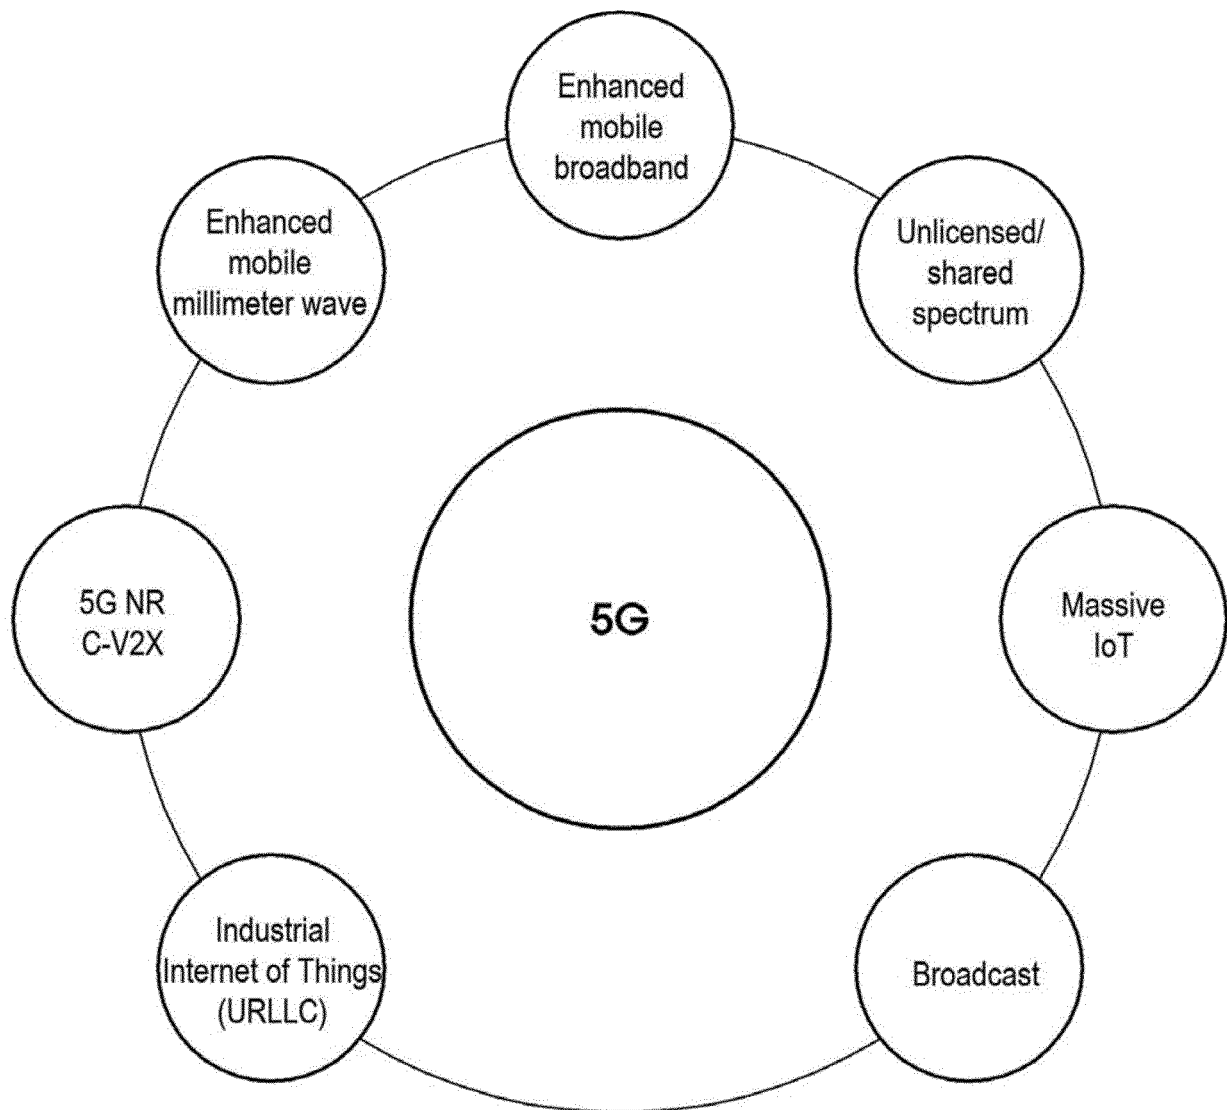 Enhanced
mobile
broadband
Enhanced
mobile
millimeter wave
Unlicensed/
shared
spectrum
5G NR
C-V2X
5G
Massive
IoT
Industrial
Internet of Things
(URLLC)
Broadcast